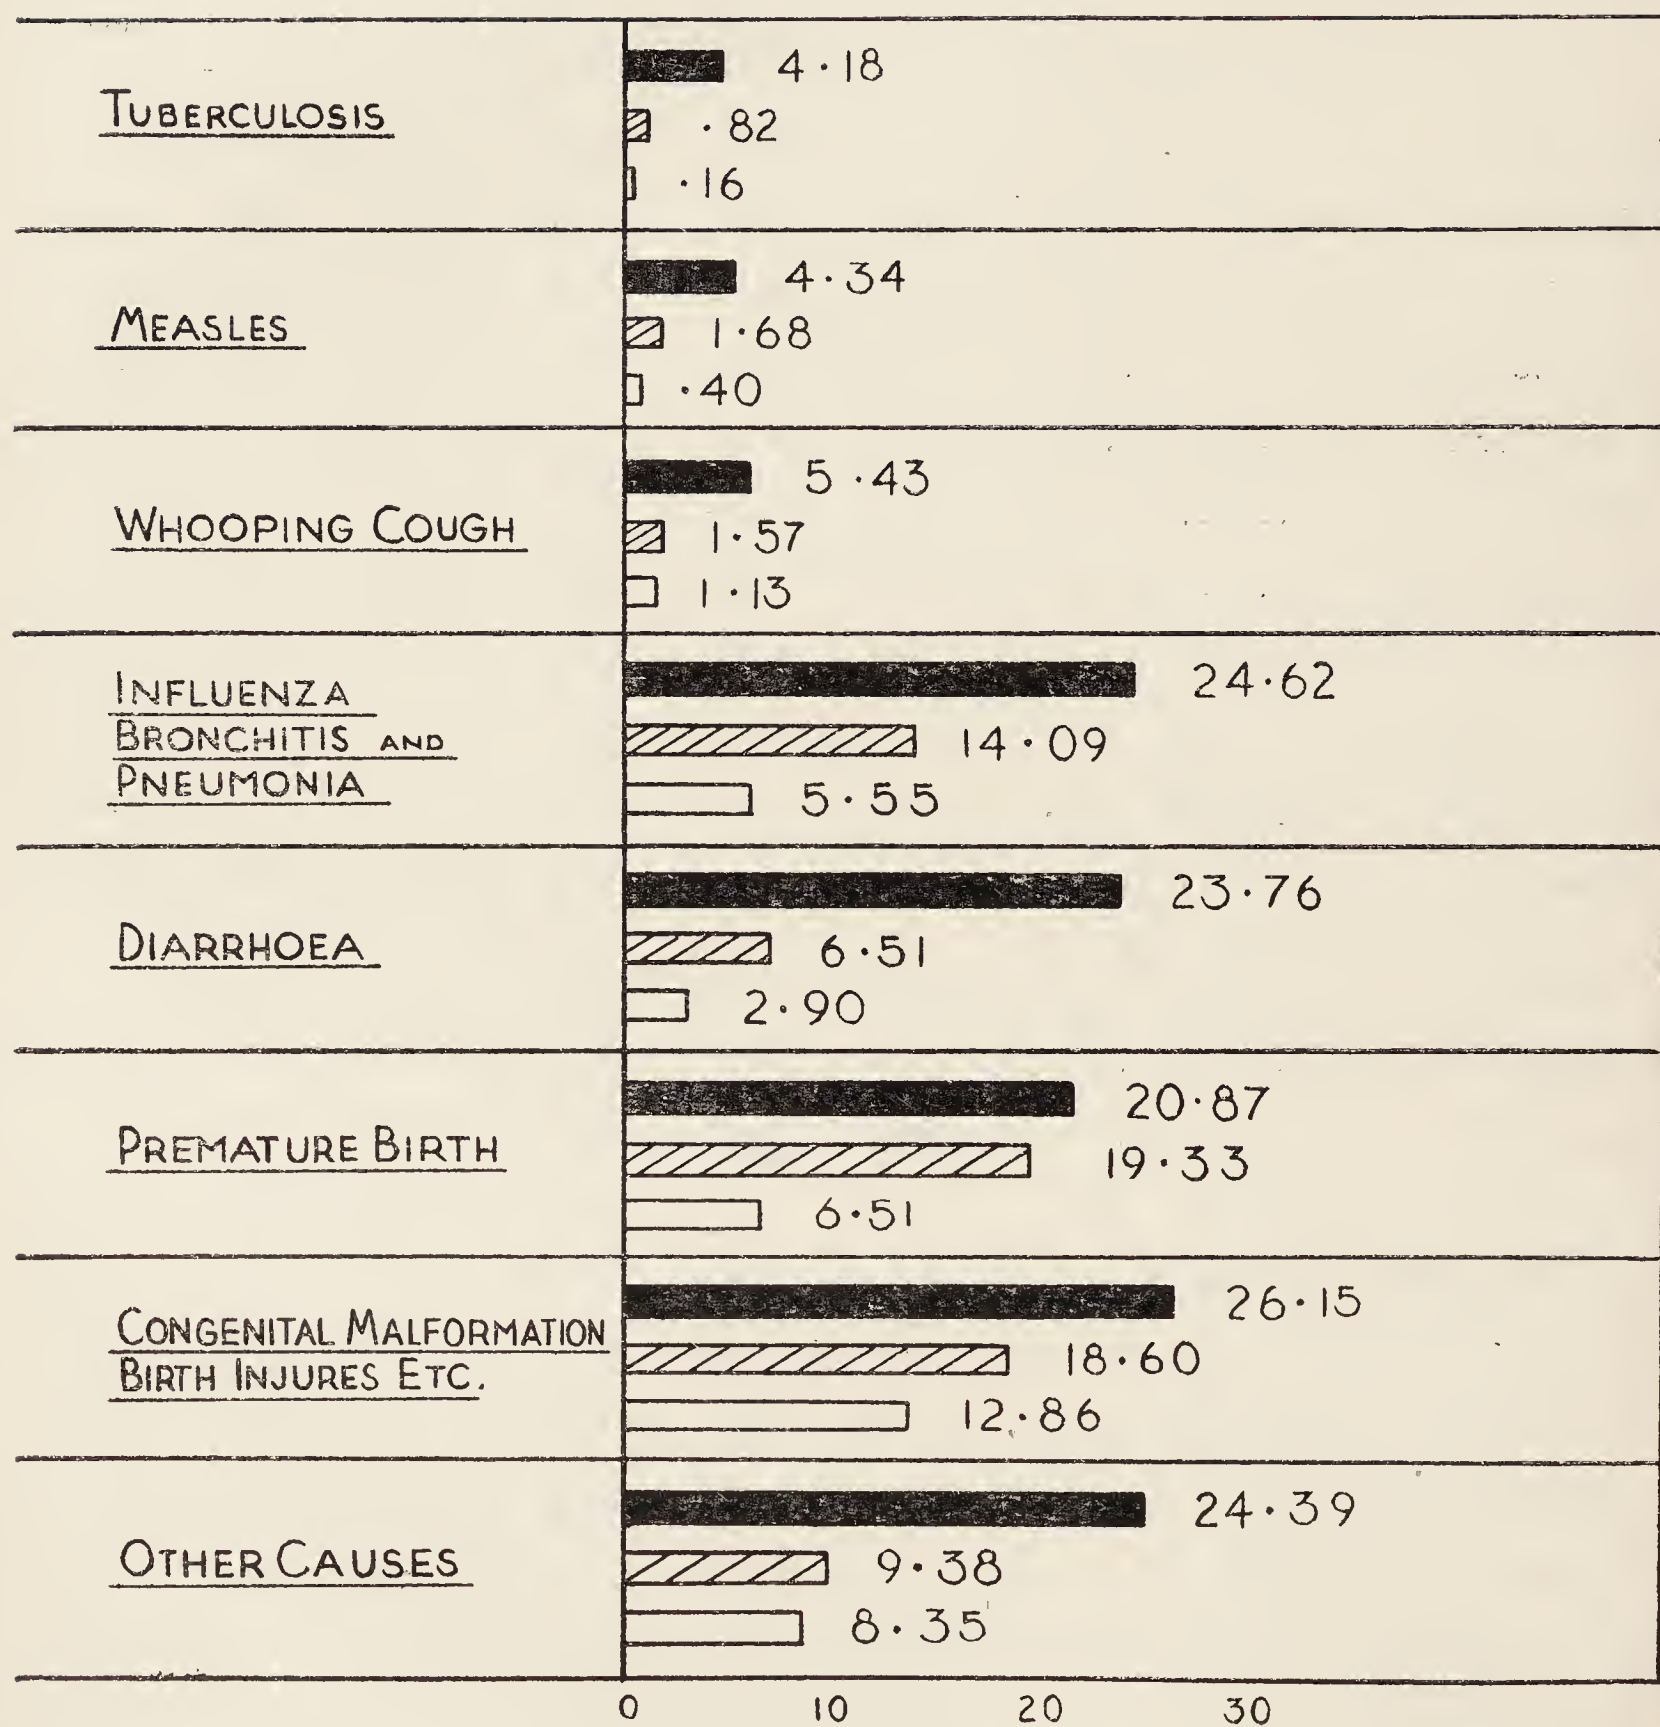 TUBERCULOSIS
4·18
·82
·16
MEASLES
4·34
1·68
·40
WHOOPING COUGH
5·43
1·57
1·13
INFLUENZA
BRONCHITIS AND
PNEUMONIA
24·62
14·09
5·55
DIARRHOEA
23·76
6·51
2·90
PREMATURE BIRTH
20·87
19·33
6·51
CONGENITAL MALFORMATION
BIRTH INJURES ETC.
26·15
18·60
12·86
OTHER CAUSES
24·39
9·38
8·35
0 10 20 30